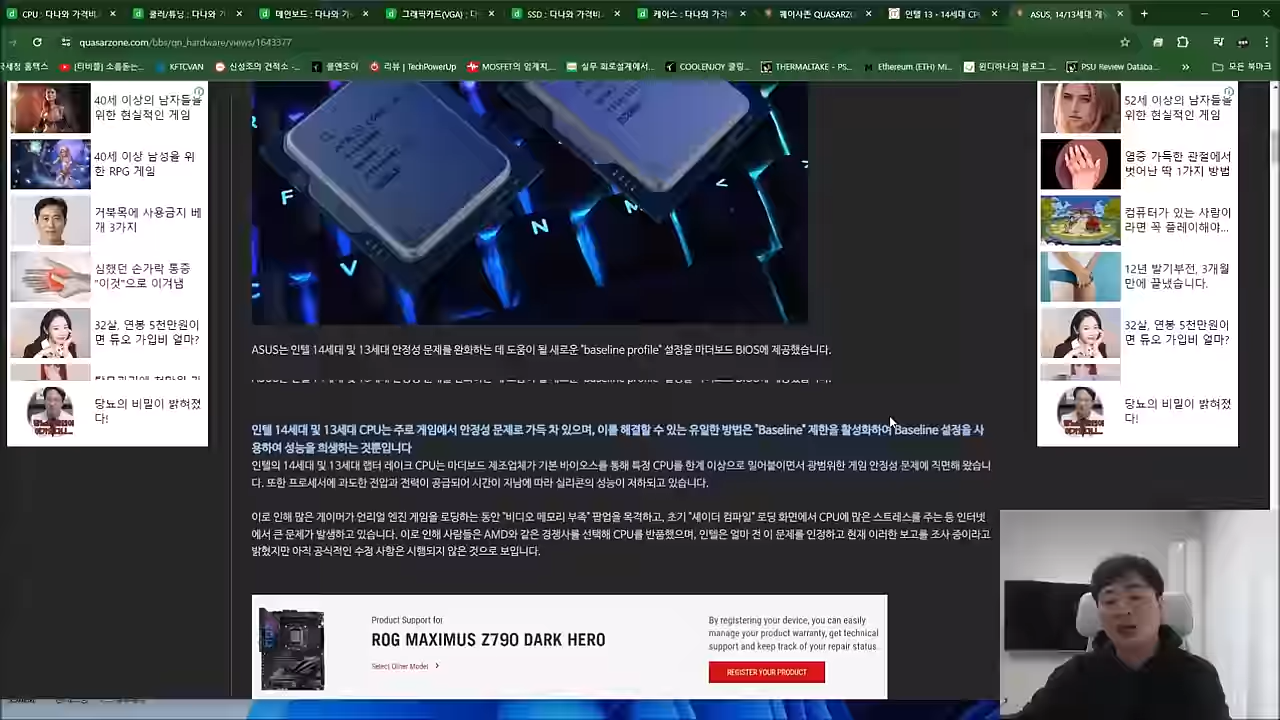 CPU : 다나와 가격비
쿨러/튜닝 : 다나와 가
메인보드 : 다나와 가
그래픽카드(VGA) : 다
SSD : 다나와 가격비
케이스 : 다나와 가격
퀘이사존 QUASARZ
인텔 13 · 14세대 CP
ASUS, 14/13세대 게
quasarzone.com/bbs/qn_hardware/views/1643377
국세청 홈택스
[티비플] 소름돋는~
KFTCVAN
신성조의 견적소 -
쿨앤조이
리뷰 | TechPowerUp
MOSFET의 임계지
실무 회로설계에서
COOLENJOY 쿨링
THERMALTAKE - PS
Ethereum (ETH) Mi
윈디하나의 블로그
PSU Review Databa
모든 북마크
40세 이상의 남자들을
위한 현실적인 게임
40세 이상 남성을 위
한 RPG 게임
거북목에 사용금지 베
개 3가지
심했던 손가락 통증
"이것"으로 이겨냄
32살, 연봉 5천만원이
면 듀오 가입비 얼마?
당뇨의 비밀이 밝혀졌
다!
F
N
M
V
ASUS는 인텔 14세대 및 13세대 안정성 문제를 완화하는 데 도움이 될 새로운 "baseline profile" 설정을 마더보드 BIOS에 제공했습니다.
인텔 14세대 및 13세대 CPU는 주로 게임에서 안정성 문제로 가득 차 있으며, 이를 해결할 수 있는 유일한 방법은 "Baseline" 제한을 활성화하여 Baseline 설정을 사
용하여 성능을 희생하는 것뿐입니다
인텔의 14세대 및 13세대 랩터 레이크 CPU는 마더보드 제조업체가 기본 바이오스를 통해 특정 CPU를 한계 이상으로 밀어붙이면서 광범위한 게임 안정성 문제에 직면해 왔습니
다. 또한 프로세서에 과도한 전압과 전력이 공급되어 시간이 지남에 따라 실리콘의 성능이 저하되고 있습니다.
이로 인해 많은 게이머가 언리얼 엔진 게임을 로딩하는 동안 "비디오 메모리 부족" 팝업을 목격하고, 초기 "셰이더 컴파일" 로딩 화면에서 CPU에 많은 스트레스를 주는 등 인터넷
에서 큰 문제가 발생하고 있습니다. 이로 인해 사람들은 AMD와 같은 경쟁사를 선택해 CPU를 반품했으며, 인텔은 얼마 전 이 문제를 인정하고 현재 이러한 보고를 조사 중이라고
밝혔지만 아직 공식적인 수정 사항은 시행되지 않은 것으로 보입니다.
Product Support for
ROG MAXIMUS Z790 DARK HERO
Select Other Model
By registering your device, you can easily
manage your product warranty, get technical
support and keep track of your repair status.
REGISTER YOUR PRODUCT
52세 이상의 남자들을
위한 현실적인 게임
염증 가득한 관절에서
벗어난 딱 1가지 방법
컴퓨터가 있는 사람이
라면 꼭 플레이해야...
12년 발기부전, 3개월
만에 끝냈습니다.
32살, 연봉 5천만원이
면 듀오 가입비 얼마?
당뇨의 비밀이 밝혀졌
다!